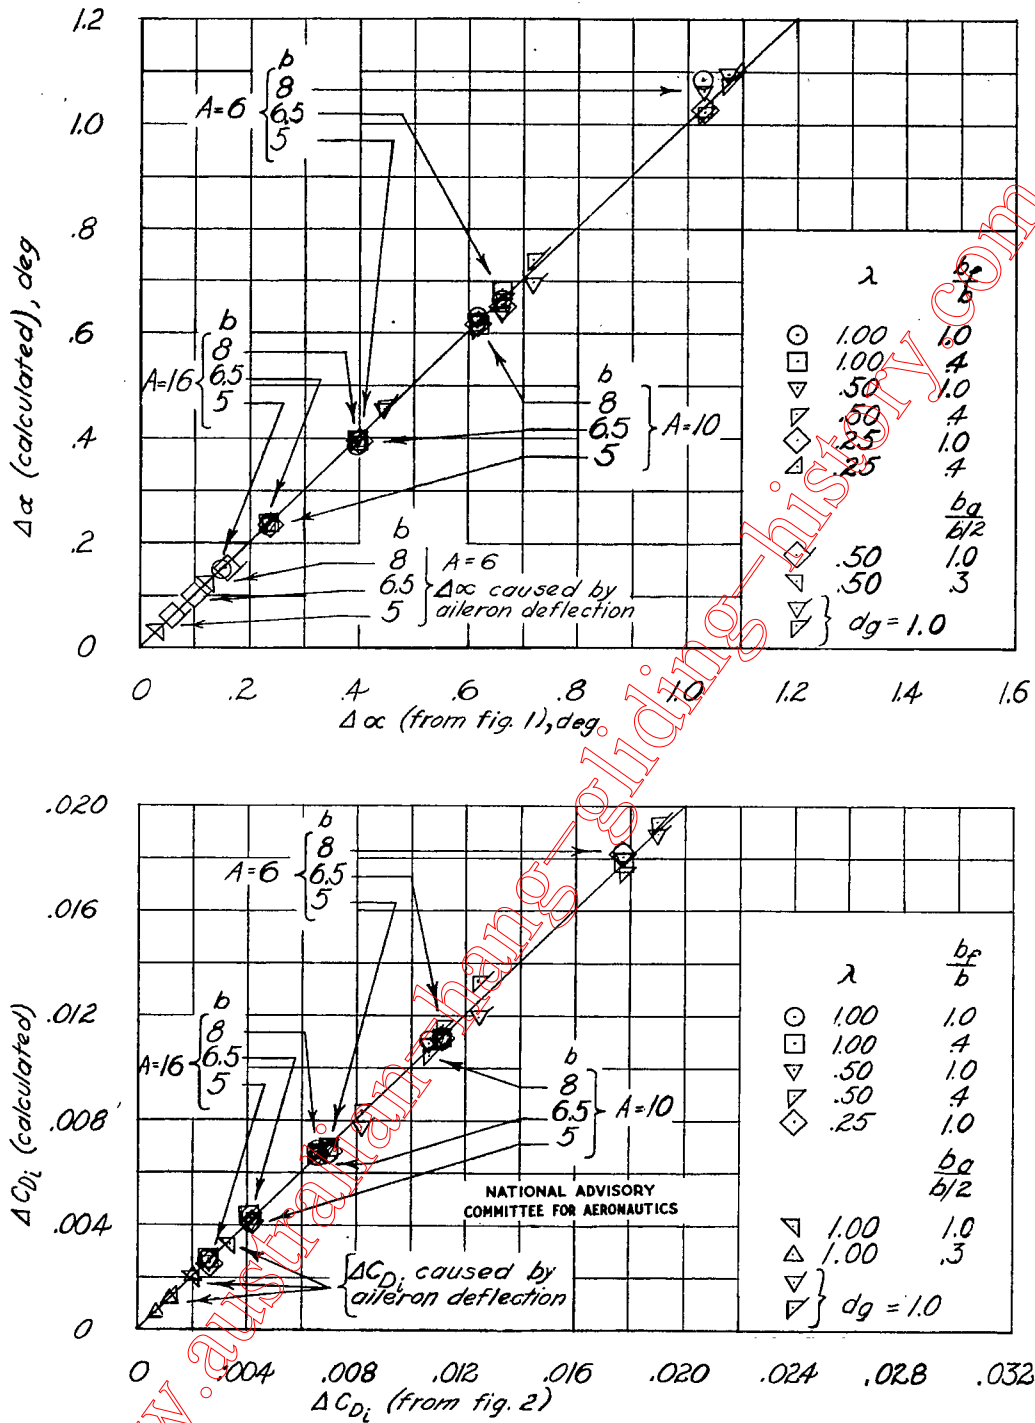 1.2
1.0
.8
.6
.4
.2
0
Δα (calculated), deg
b
8
A=6 6.5
5
b
8
A=16 6.5
5
b
8
6.5 A=10
5
b
8 A=6
6.5 Δα caused by
5 aileron deflection
λ bf/b
1.00 1.0
1.00 .4
.50 1.0
.50 .4
.25 1.0
.25 .4
ba/b/2
.50 1.0
.50 .3
dg = 1.0
0 .2 .4 .6 1.0 1.2 1.4 1.6
Δα (from fig. 1), deg
.020
.016
.012
.008
.004
0
ΔCDi (calculated)
b
8
A=6 6.5
5
b
8
A=16 6.5
5
b
8
6.5 A=10
5
NATIONAL ADVISORY
COMMITTEE FOR AERONAUTICS
ΔCDi caused by
aileron deflection
λ bf/b
1.00 1.0
1.00 .4
.50 1.0
.50 .4
.25 1.0
ba/b/2
1.00 1.0
1.00 .3
dg = 1.0
0 .004 .008 .012 .020 .024 .028 .032
ΔCDi (from fig. 2)
www.australian-zhang-gliding-history.com